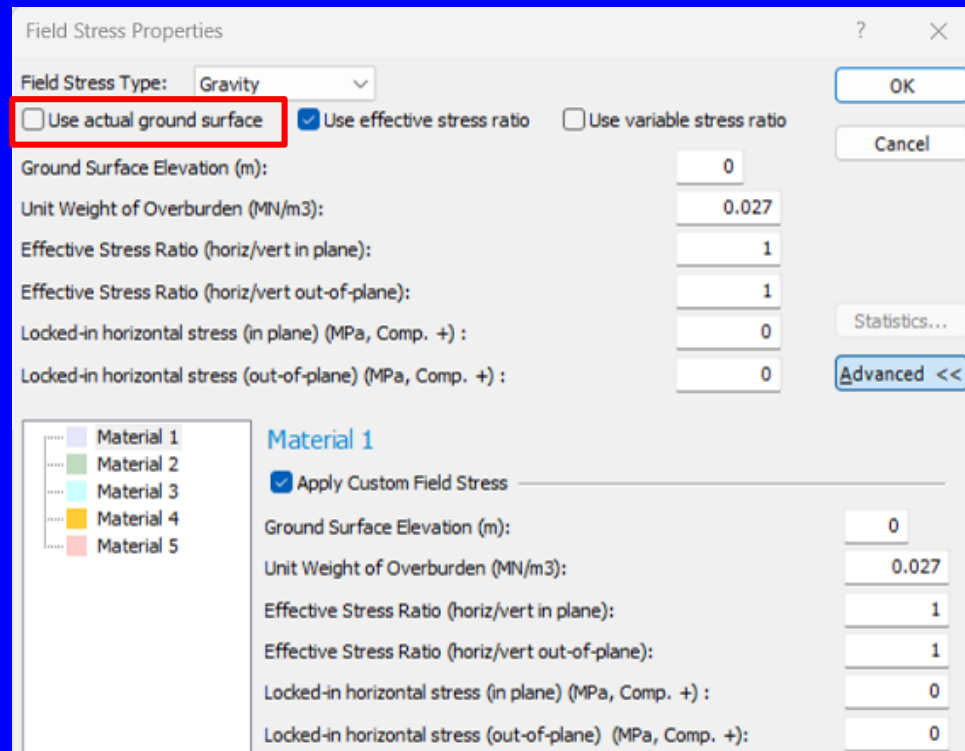 Field Stress Properties ?
Field Stress Type: Gravity OK
Use actual ground surface Use effective stress ratio Use variable stress ratio
Cancel
Ground Surface Elevation (m): 0
Unit Weight of Overburden (MN/m3): 0.027
Effective Stress Ratio (horiz/vert in plane): 1
Effective Stress Ratio (horiz/vert out-of-plane): 1
Locked-in horizontal stress (in plane) (MPa, Comp. +) : 0 Statistics...
Locked-in horizontal stress (out-of-plane) (MPa, Comp. +) : 0 Advanced <<
Material 1
Material 2
Material 3
Material 4
Material 5
Material 1
Apply Custom Field Stress
Ground Surface Elevation (m): 0
Unit Weight of Overburden (MN/m3): 0.027
Effective Stress Ratio (horiz/vert in plane): 1
Effective Stress Ratio (horiz/vert out-of-plane): 1
Locked-in horizontal stress (in plane) (MPa, Comp. +) : 0
Locked-in horizontal stress (out-of-plane) (MPa, Comp. +): 0